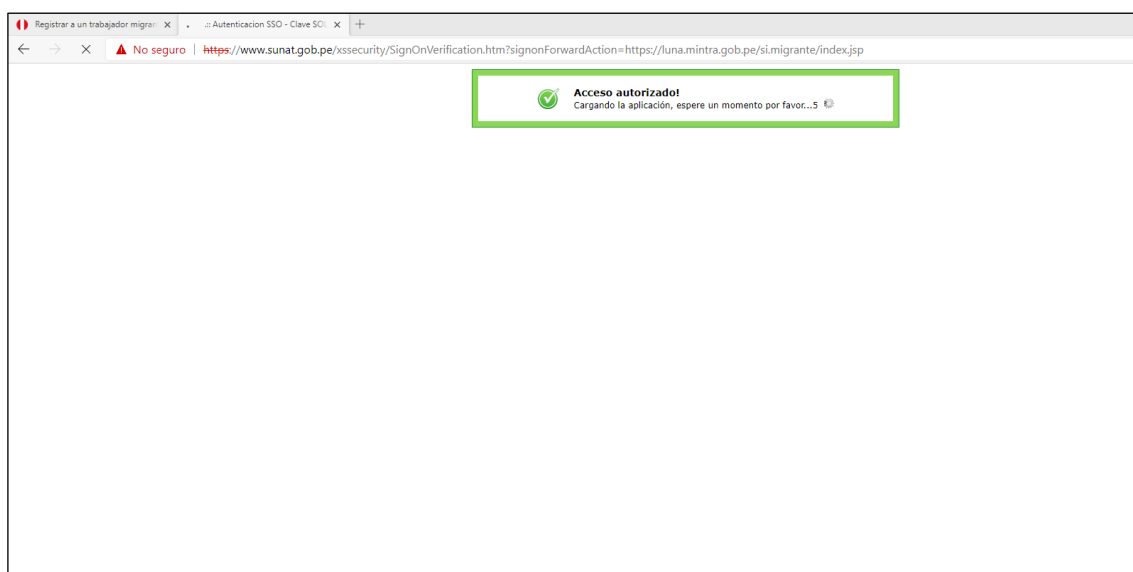 Registrar a un trabajador migran
.:: Autenticacion SSO - Clave SOL
No seguro | https://www.sunat.gob.pe/xssecurity/SignOnVerification.htm?signonForwardAction=https://luna.mintra.gob.pe/si.migrante/index.jsp
Acceso autorizado!
Cargando la aplicación, espere un momento por favor...5